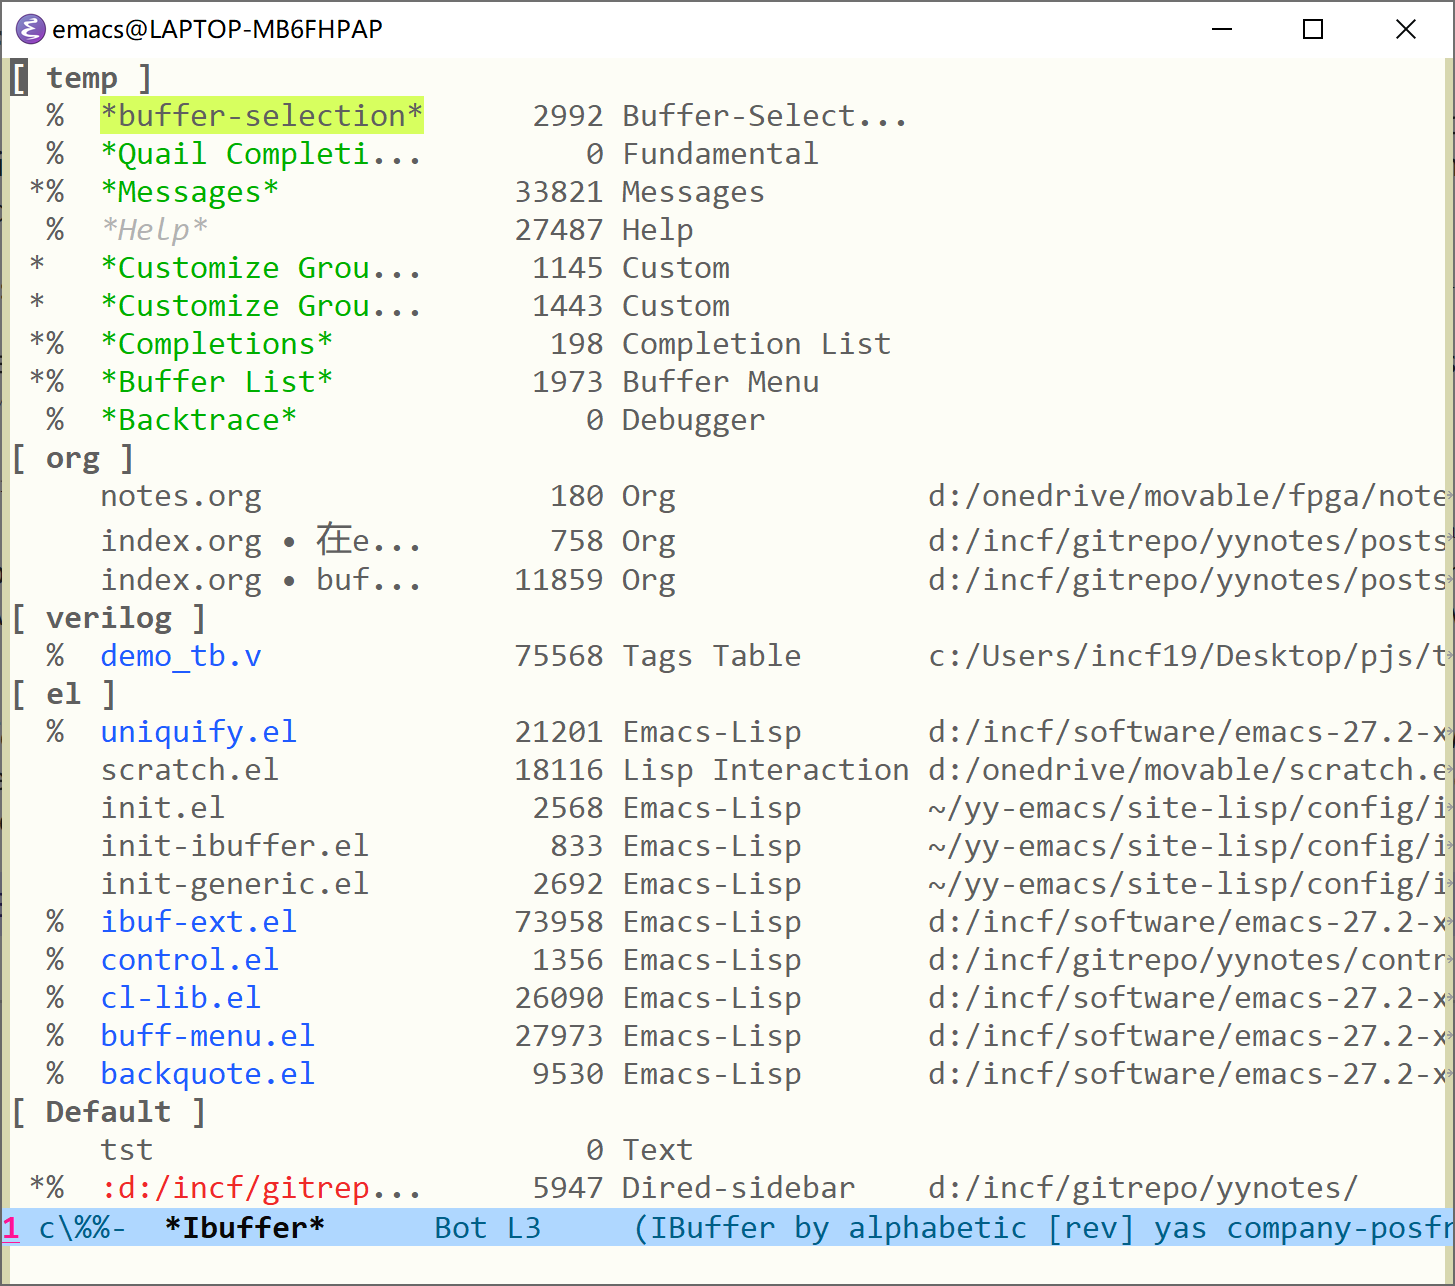 emacs@LAPTOP-MB6FHPAP
[ temp ]
% *buffer-selection* 2992 Buffer-Select...
% *Quail Completi... 0 Fundamental
*% *Messages* 33821 Messages
% *Help* 27487 Help
* *Customize Grou... 1145 Custom
* *Customize Grou... 1443 Custom
*% *Completions* 198 Completion List
*% *Buffer List* 1973 Buffer Menu
% *Backtrace* 0 Debugger
[ org ]
notes.org 180 Org d:/onedrive/movable/fpga/note
index.org • 在e... 758 Org d:/incf/gitrepo/yynotes/posts
index.org • buf... 11859 Org d:/incf/gitrepo/yynotes/posts
[ verilog ]
% demo_tb.v 75568 Tags Table c:/Users/incf19/Desktop/pjs/t
[ el ]
% uniquify.el 21201 Emacs-Lisp d:/incf/software/emacs-27.2-x
scratch.el 18116 Lisp Interaction d:/onedrive/movable/scratch.e
init.el 2568 Emacs-Lisp ~/yy-emacs/site-lisp/config/i
init-ibuffer.el 833 Emacs-Lisp ~/yy-emacs/site-lisp/config/i
init-generic.el 2692 Emacs-Lisp ~/yy-emacs/site-lisp/config/i
% ibuf-ext.el 73958 Emacs-Lisp d:/incf/software/emacs-27.2-x
% control.el 1356 Emacs-Lisp d:/incf/gitrepo/yynotes/contr
% cl-lib.el 26090 Emacs-Lisp d:/incf/software/emacs-27.2-x
% buff-menu.el 27973 Emacs-Lisp d:/incf/software/emacs-27.2-x
% backquote.el 9530 Emacs-Lisp d:/incf/software/emacs-27.2-x
[ Default ]
tst 0 Text
*% :d:/incf/gitrep... 5947 Dired-sidebar d:/incf/gitrepo/yynotes/
1 c\%%- *Ibuffer* Bot L3 (IBuffer by alphabetic [rev] yas company-posfr